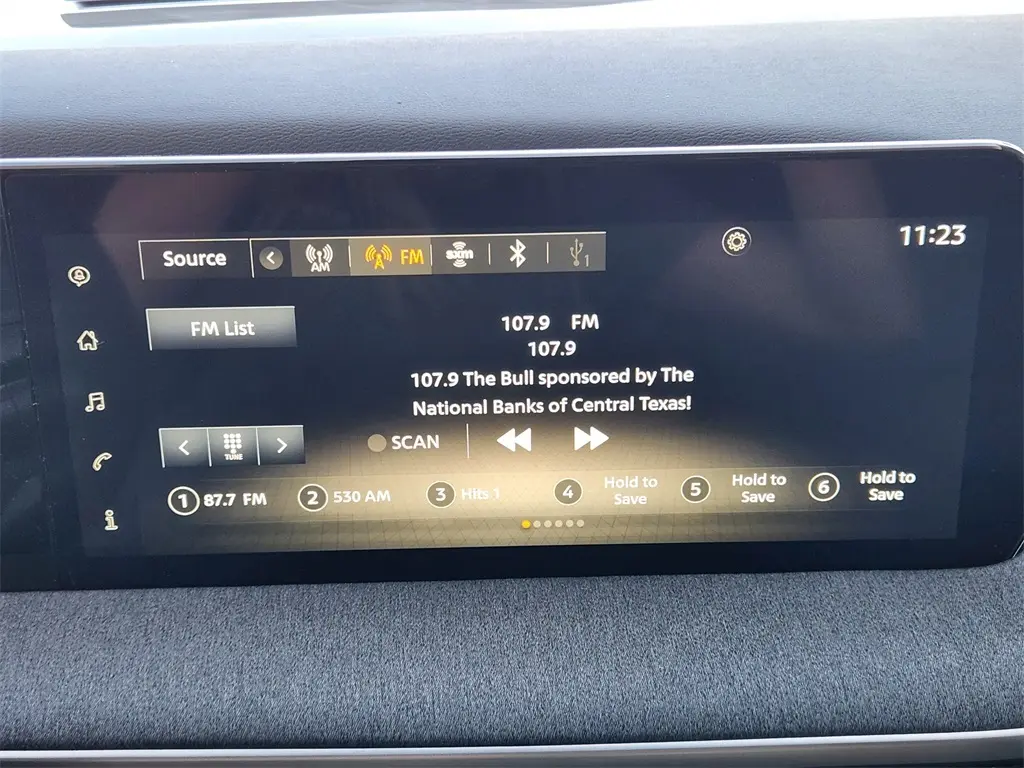 Source
AM
FM
sxm
1
11:23
FM List
107.9 FM
107.9
107.9 The Bull sponsored by The
National Banks of Central Texas!
TUNE
SCAN
1 87.7 FM
2 530 AM
3 Hits 1
4 Hold to
Save
5 Hold to
Save
6 Hold to
Save